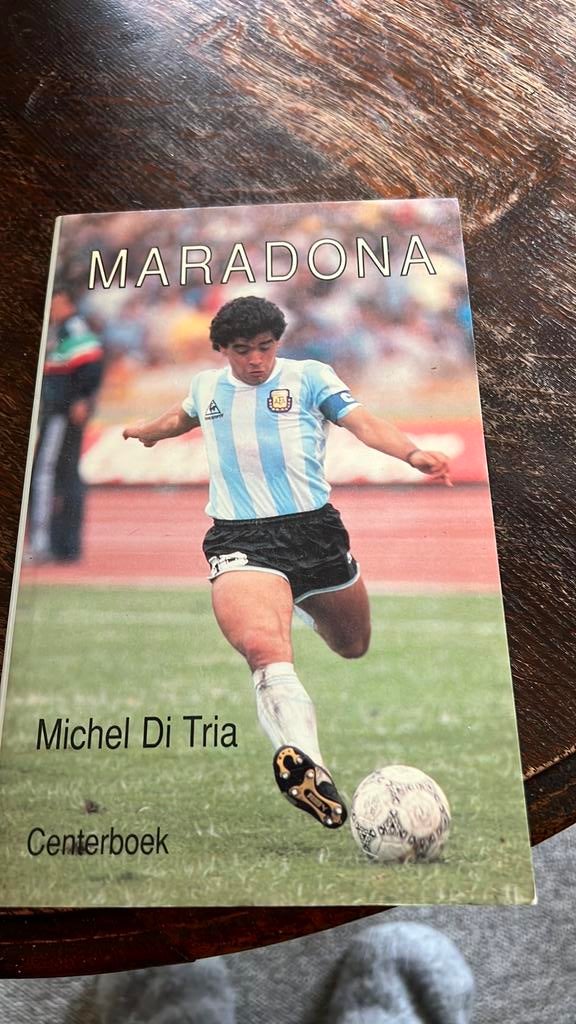 MARADONA
Michel Di Tria
Centerboek